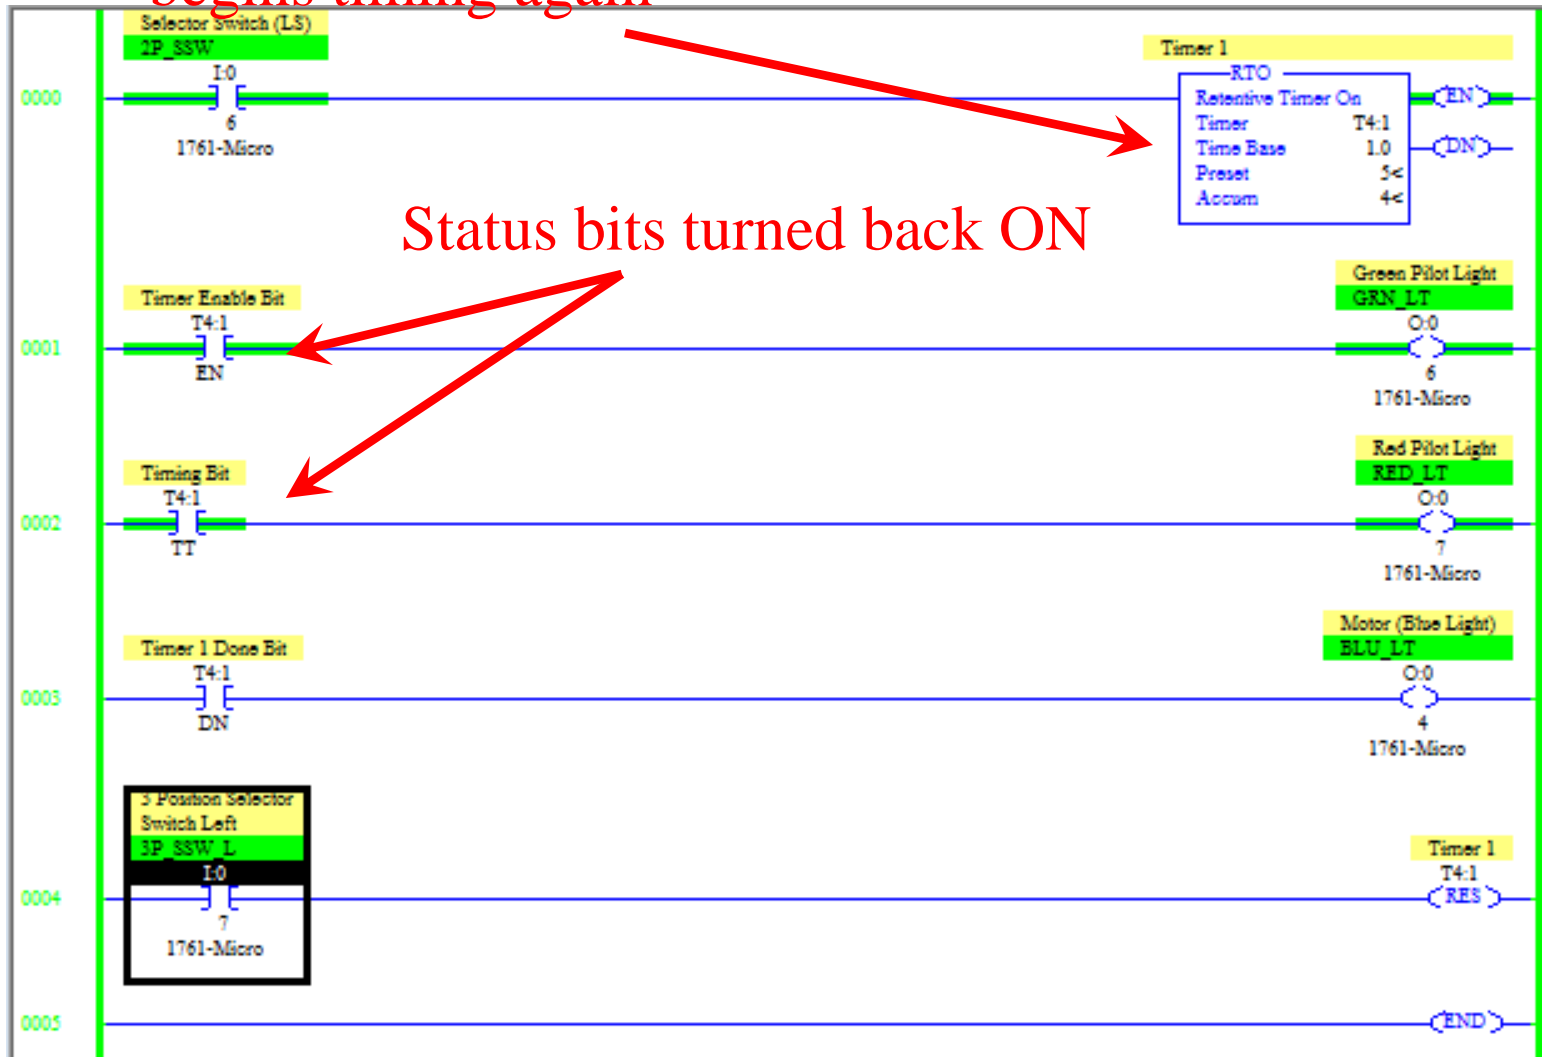 begins timing again
Selector Switch (LS)
2P_SSW
I:0
6
1761-Micro
0000
Timer 1
RTO
Retentive Timer On
Timer T4:1
Time Base 1.0
Preset 5<
Accum 4<
EN
DN
Status bits turned back ON
Timer Enable Bit
T4:1
EN
0001
Green Pilot Light
GRN_LT
O:0
6
1761-Micro
Timing Bit
T4:1
TT
0002
Red Pilot Light
RED_LT
O:0
7
1761-Micro
Timer 1 Done Bit
T4:1
DN
0003
Motor (Blue Light)
BLU_LT
O:0
4
1761-Micro
3 Position Selector
Switch Left
3P_SSW_L
I:0
7
1761-Micro
0004
Timer 1
T4:1
RES
0005
END